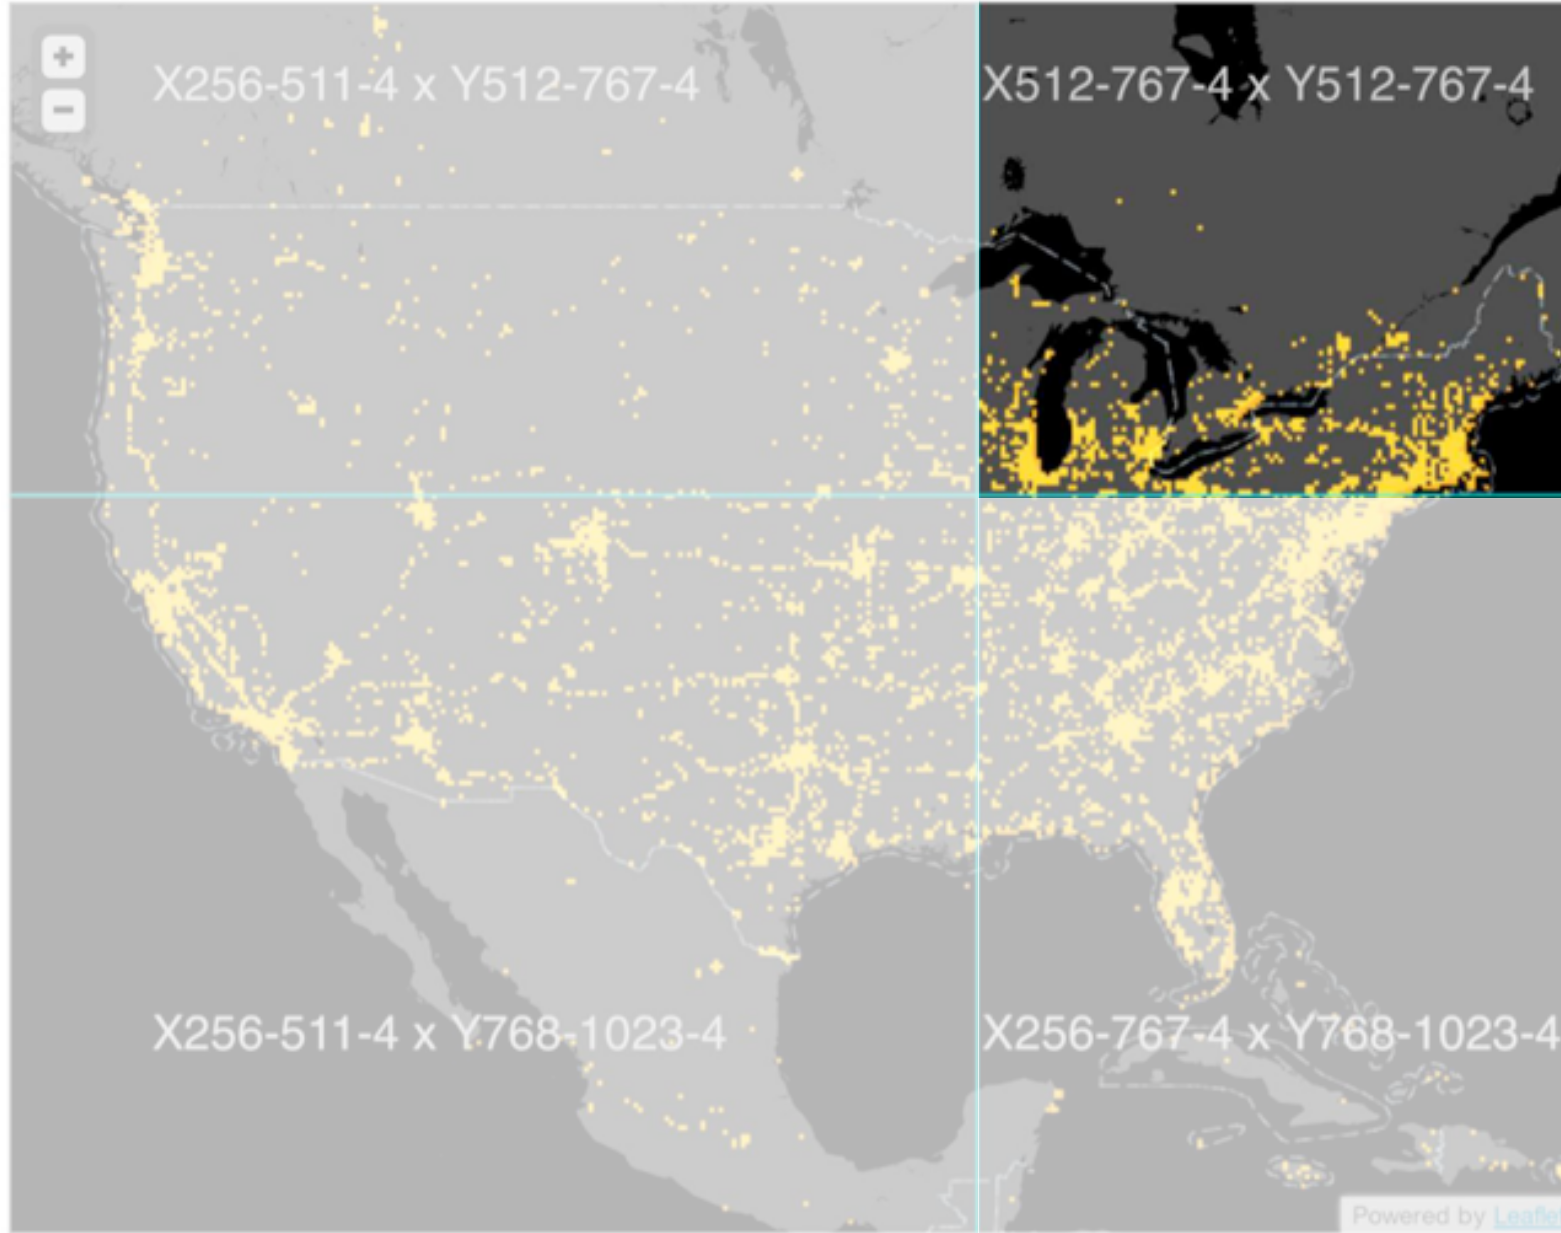 +
X256-511-4 x Y512-767-4
X512-767-4 x Y512-767-4
−
X256-511-4 x Y768-1023-4
X256-767-4 x Y768-1023-4
Powered by Leaflet